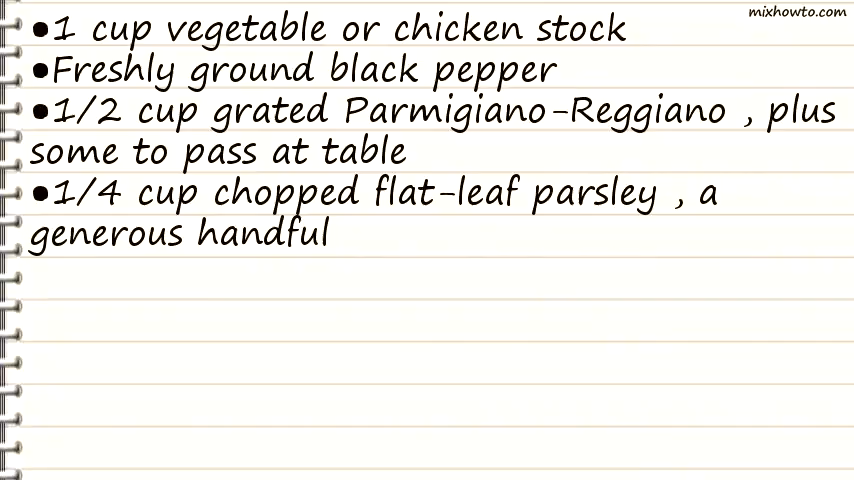 mixhowto.com
●1 cup vegetable or chicken stock
●Freshly ground black pepper
●1/2 cup grated Parmigiano-Reggiano , plus
some to pass at table
●1/4 cup chopped flat-leaf parsley , a
generous handful